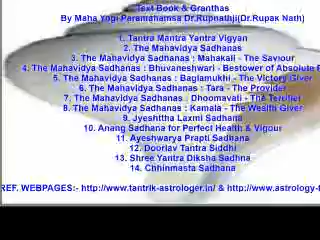 Text Book & Granthas
By Maha Yogi Paramahamsa Dr.Rupnathji(Dr.Rupak Nath)
1. Tantra Mantra Yantra Vigyan
2. The Mahavidya Sadhanas
3. The Mahavidya Sadhanas : Mahakali - The Saviour
4. The Mahavidya Sadhanas : Bhuvaneshwari - Bestower of Absolute
5. The Mahavidya Sadhanas : Baglamukhi - The Victory Giver
6. The Mahavidya Sadhanas : Tara - The Provider
7. The Mahavidya Sadhanas : Dhoomavati - The Terrifier
8. The Mahavidya Sadhanas : Kamala - The Wealth Giver
9. Jyeshttha Laxmi Sadhana
10. Anang Sadhana for Perfect Health & Vigour
11. Ayeshwarya Prapti Sadhana
12. Tantra Siddhi
13. Shree Yantra Diksha Sadhna
14. Chhinmasta Sadhana
REF. WEBPAGES:- http://www.tantrik-astrologer.in/ & http://www.astrology-